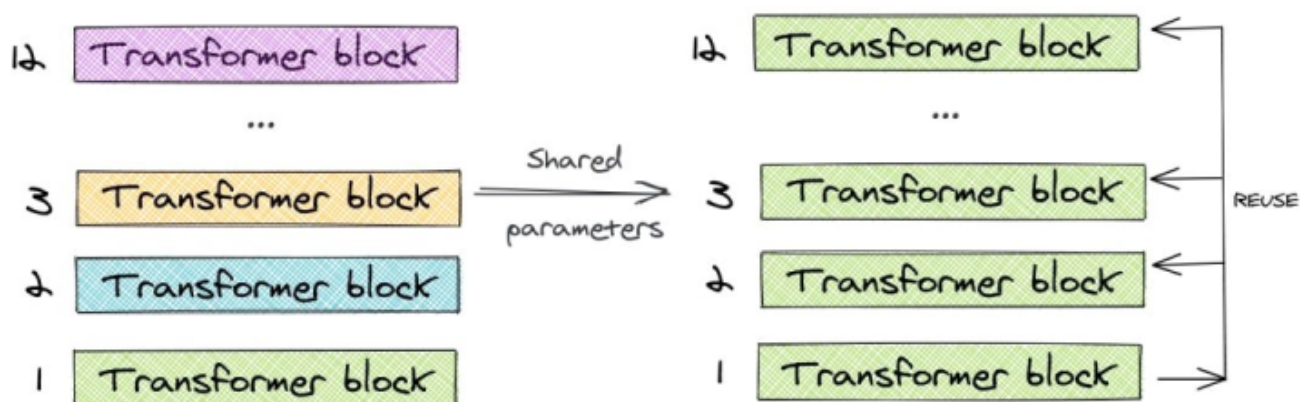 12 Transformer block
...
3 Transformer block
2 Transformer block
1 Transformer block
Shared
parameters
12 Transformer block
...
3 Transformer block
2 Transformer block
1 Transformer block
REUSE